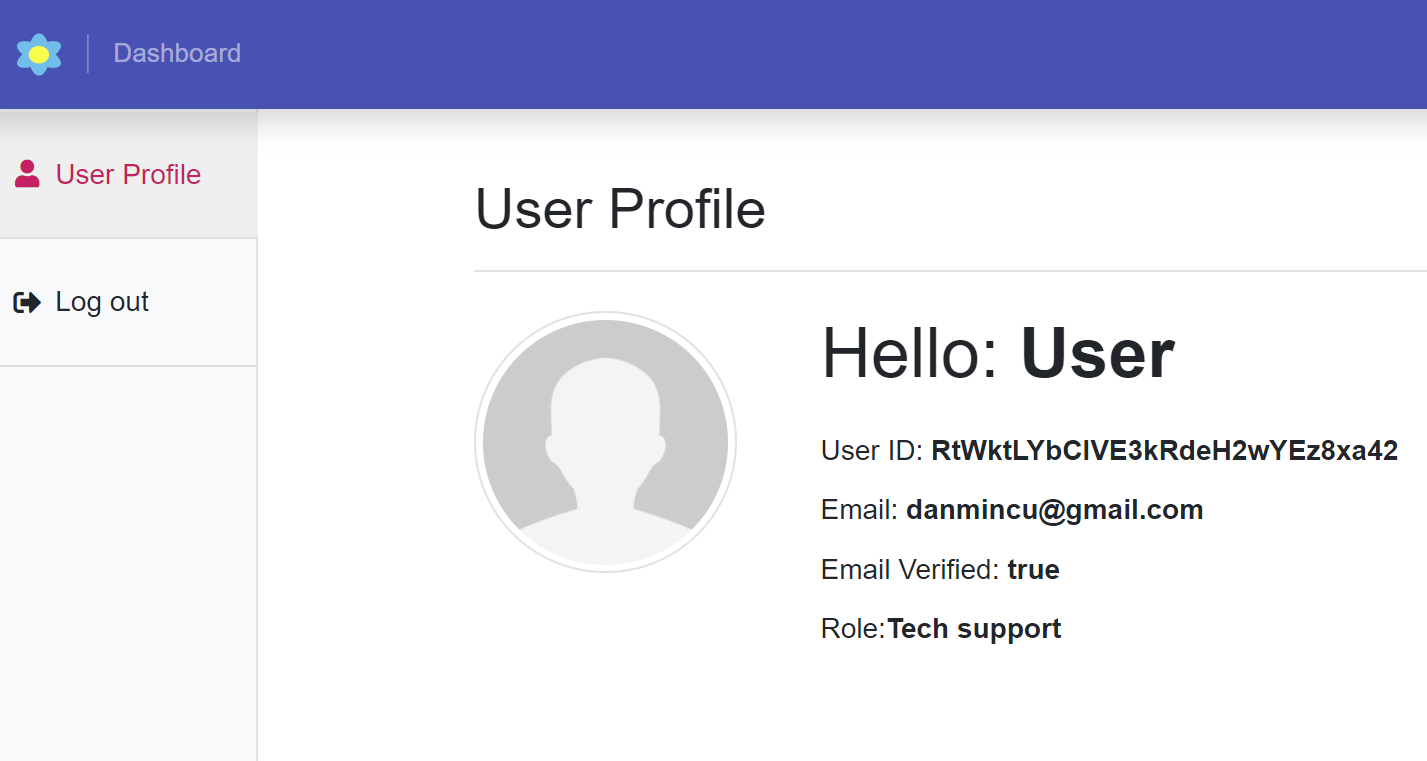 Dashboard
User Profile
Log out
User Profile
Hello: User
User ID: RtWktLYbClVE3kRdeH2wYEz8xa42
Email: danmincu@gmail.com
Email Verified: true
Role:Tech support